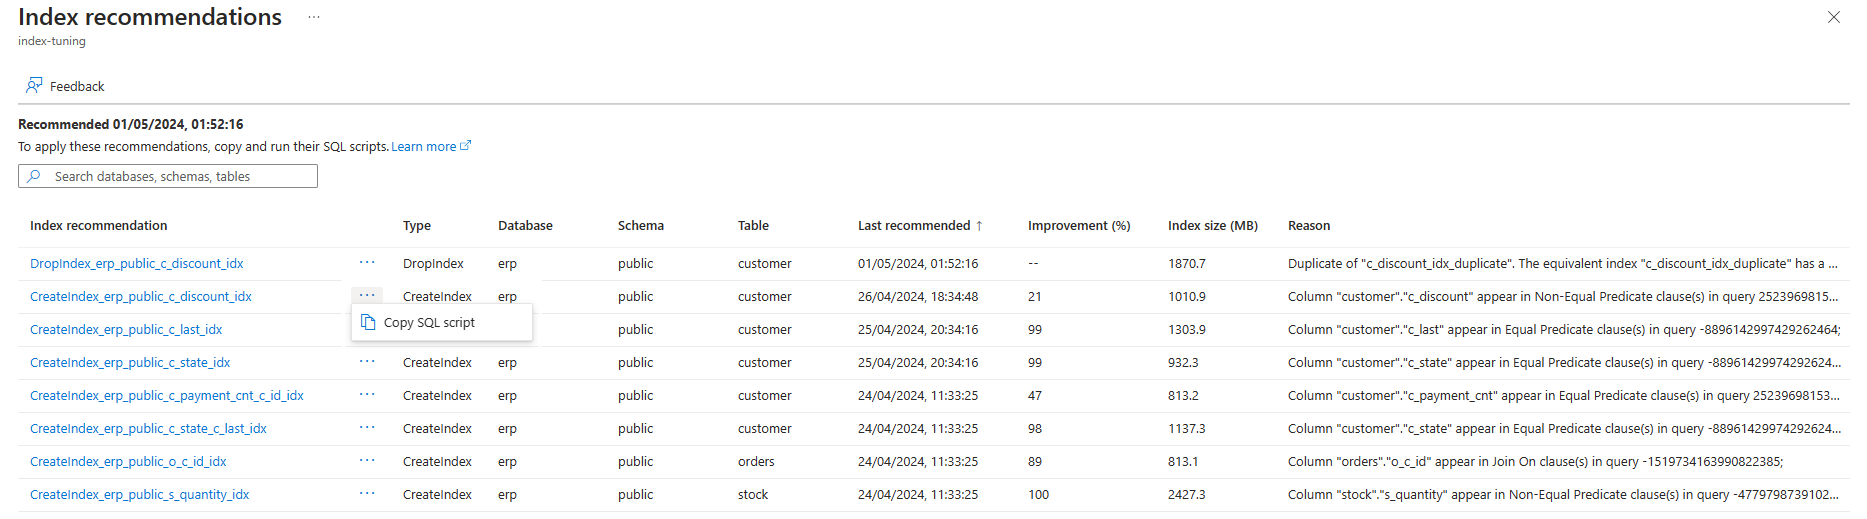 Index recommendations ...
index-tuning
Feedback
Recommended 01/05/2024, 01:52:16
To apply these recommendations, copy and run their SQL scripts. Learn more
Search databases, schemas, tables
Index recommendation Type Database Schema Table Last recommended ↑ Improvement (%) Index size (MB) Reason
DropIndex_erp_public_c_discount_idx ... DropIndex erp public customer 01/05/2024, 01:52:16 -- 1870.7 Duplicate of "c_discount_idx_duplicate". The equivalent index "c_discount_idx_duplicate" has a ...
CreateIndex_erp_public_c_discount_idx ... CreateIndex erp public customer 26/04/2024, 18:34:48 21 1010.9 Column "customer"."c_discount" appear in Non-Equal Predicate clause(s) in query 2523969815...
Copy SQL script
CreateIndex_erp_public_c_last_idx public customer 25/04/2024, 20:34:16 99 1303.9 Column "customer"."c_last" appear in Equal Predicate clause(s) in query -8896142997429262464;
CreateIndex_erp_public_c_state_idx ... CreateIndex erp public customer 25/04/2024, 20:34:16 99 932.3 Column "customer"."c_state" appear in Equal Predicate clause(s) in query -88961429974292624...
CreateIndex_erp_public_c_payment_cnt_c_id_idx ... CreateIndex erp public customer 24/04/2024, 11:33:25 47 813.2 Column "customer"."c_payment_cnt" appear in Equal Predicate clause(s) in query 25239698153...
CreateIndex_erp_public_c_state_c_last_idx ... CreateIndex erp public customer 24/04/2024, 11:33:25 98 1137.3 Column "customer"."c_state" appear in Equal Predicate clause(s) in query -88961429974292624...
CreateIndex_erp_public_o_c_id_idx ... CreateIndex erp public orders 24/04/2024, 11:33:25 89 813.1 Column "orders"."o_c_id" appear in Join On clause(s) in query -1519734163990822385;
CreateIndex_erp_public_s_quantity_idx ... CreateIndex erp public stock 24/04/2024, 11:33:25 100 2427.3 Column "stock"."s_quantity" appear in Non-Equal Predicate clause(s) in query -4779798739102...